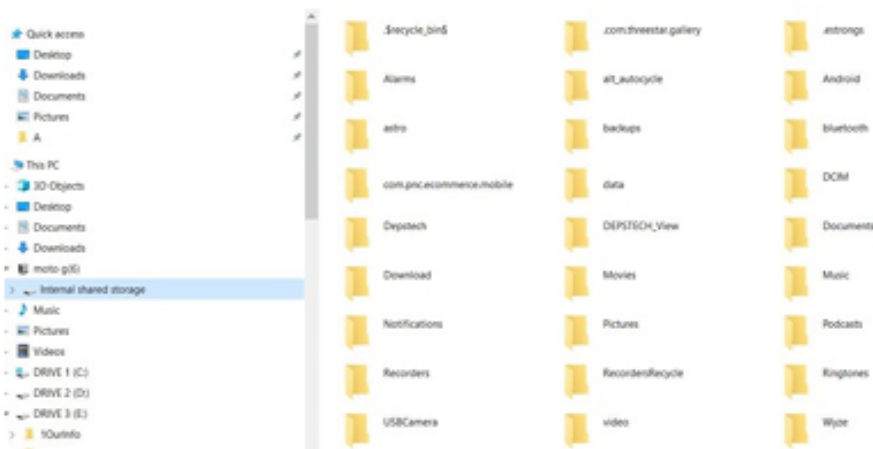 Quick access
Desktop
Downloads
Documents
Pictures
A
This PC
3D Objects
Desktop
Documents
Downloads
moto g(6)
Internal shared storage
Music
Pictures
Videos
DRIVE 1 (C:)
DRIVE 2 (D:)
DRIVE 3 (E:)
!OurInfo
.$recycle_bin$ .com.threestar.gallery .estrongs
Alarms alt_autocycle Android
astro backups bluetooth
com.pnc.ecommerce.mobile data DCIM
Depstech DEPSTECH_View Documents
Download Movies Music
Notifications Pictures Podcasts
Recorders RecordersRecycle Ringtones
USBCamera video Wyze